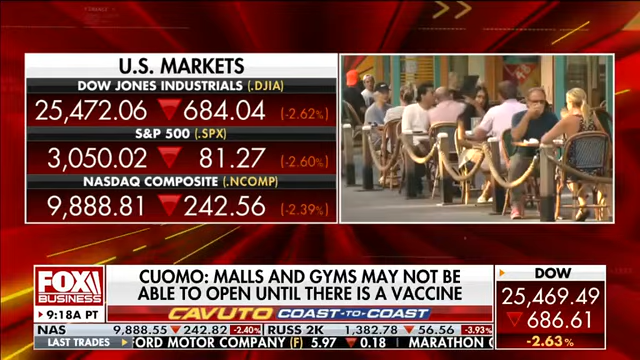 U.S. MARKETS
DOW JONES INDUSTRIALS (.DJIA)
25,472.06 ▼ 684.04 (-2.62%)
S&P 500 (.SPX)
3,050.02 ▼ 81.27 (-2.60%)
NASDAQ COMPOSITE (.NCOMP)
9,888.81 ▼ 242.56 (-2.39%)
FOX
BUSINESS
9:18A PT
CUOMO: MALLS AND GYMS MAY NOT BE
ABLE TO OPEN UNTIL THERE IS A VACCINE
CAVUTO COAST-TO-COAST
DOW
25,469.49
▼ 686.61
-2.63%
NAS 9,888.55 ▼ 242.82 -2.40% RUSS 2K 1,382.78 ▼ 56.56 -3.93%
LAST TRADES FORD MOTOR COMPANY (F) 5.97 ▼ 0.18 MARATHON